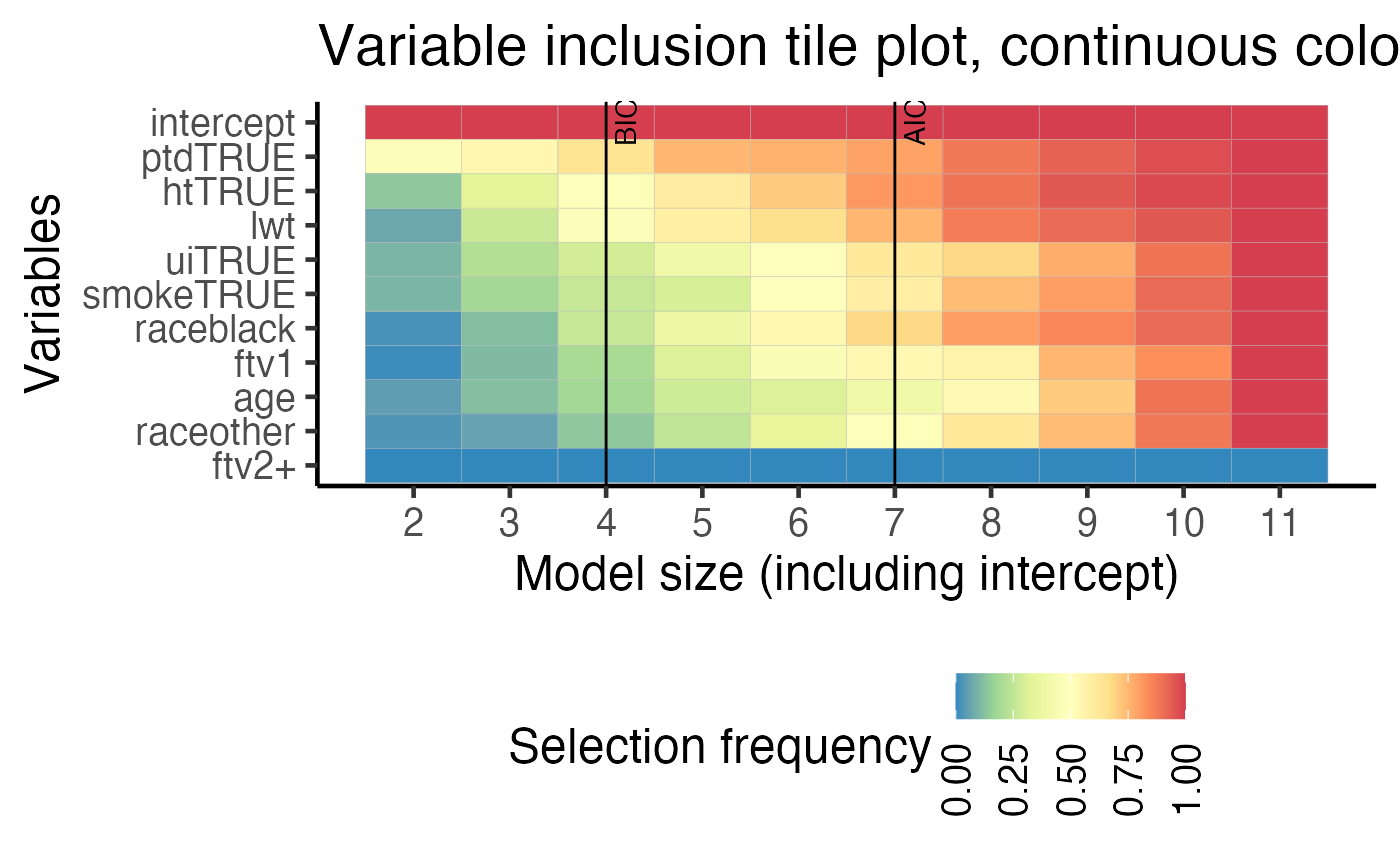 Variable inclusion tile plot, continuous colo
BIC
AIC
intercept
ptdTRUE
htTRUE
lwt
uiTRUE
smokeTRUE
raceblack
ftv1
age
raceother
ftv2+
Variables
2 3 4 5 6 7 8 9 10 11
Model size (including intercept)
Selection frequency
0.00 0.25 0.50 0.75 1.00